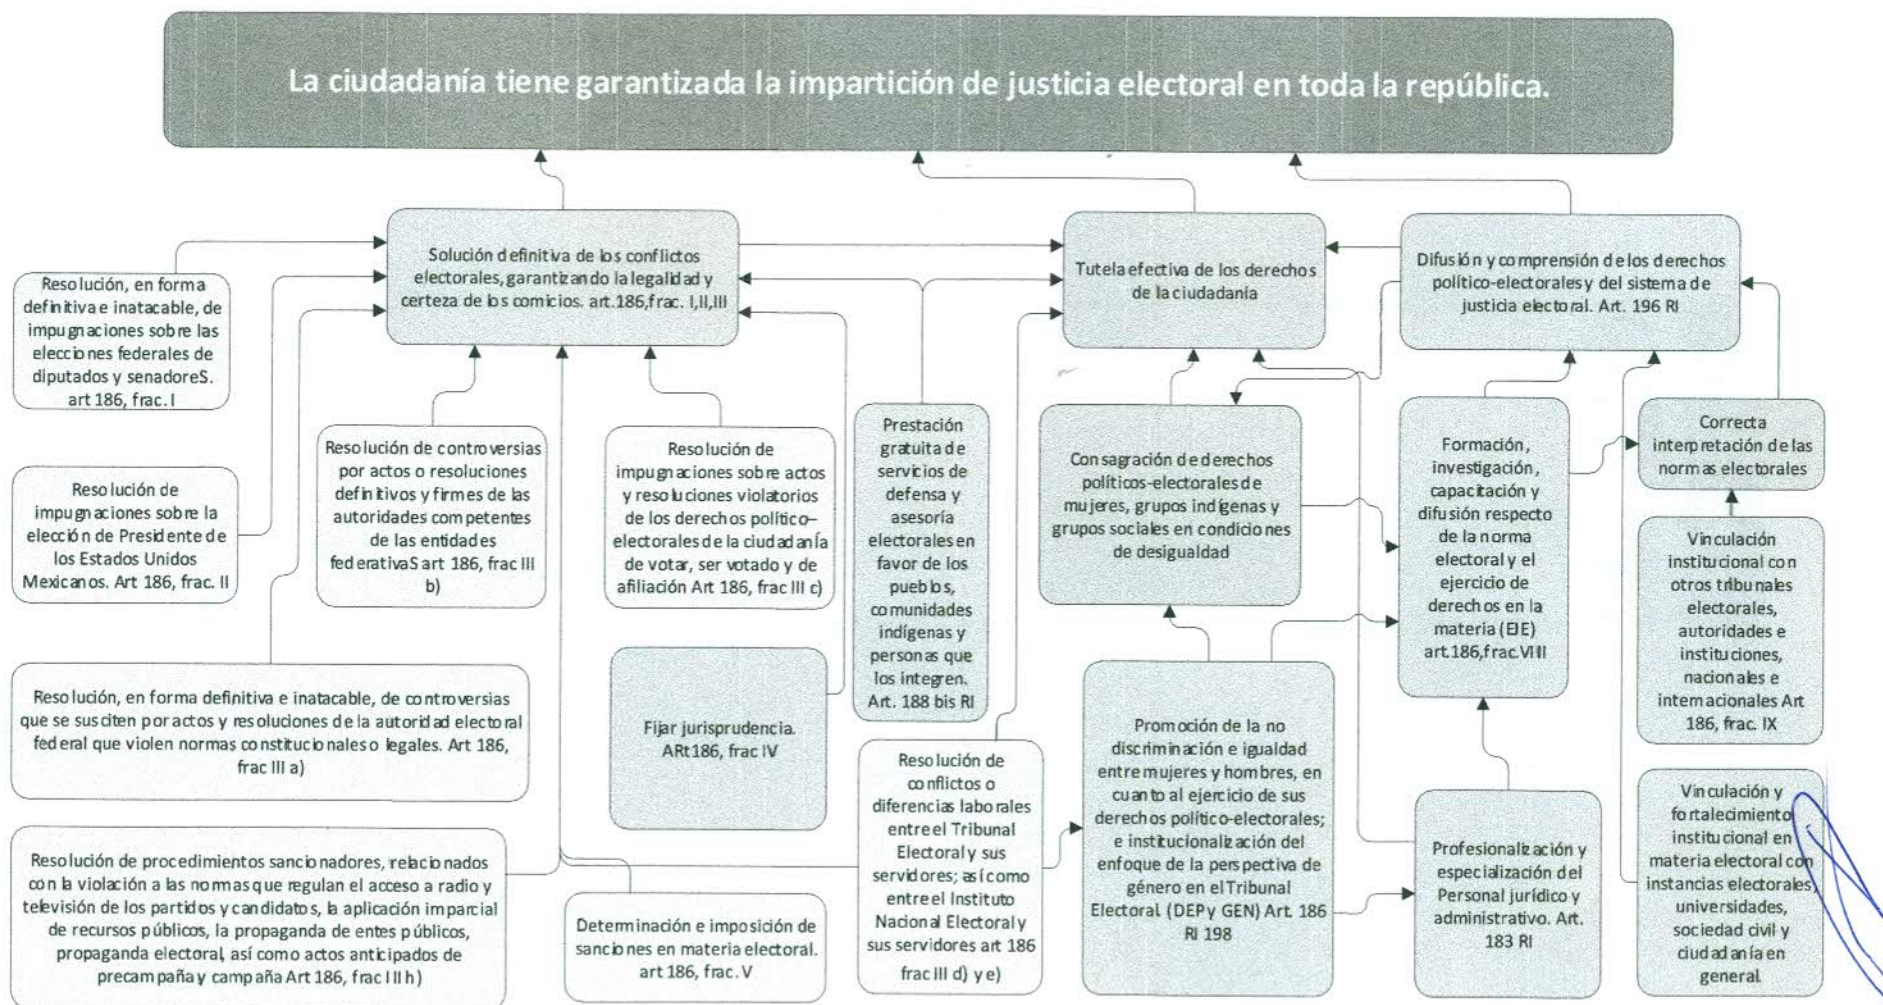 La ciudadanía tiene garantizada la impartición de justicia electoral en toda la república.
Solución definitiva de los conflictos
electorales, garantizando la legalidad y
certeza de los comicios. art.186,frac. I,II,III
Tutela efectiva de los derechos
de la ciudadanía
Difusión y comprensión de los derechos
político-electorales y del sistema de
justicia electoral. Art. 196 RI
Resolución, en forma
definitiva e inatacable, de
impugnaciones sobre las
elecciones federales de
diputados y senadoreS.
art 186, frac. I
Resolución de
impugnaciones sobre la
elección de Presidente de
los Estados Unidos
Mexicanos. Art 186, frac. II
Resolución de controversias
por actos o resoluciones
definitivos y firmes de las
autoridades competentes
de las entidades
federativaS art 186, frac III
b)
Resolución de
impugnaciones sobre actos
y resoluciones violatorios
de los derechos político–
electorales de la ciudadanía
de votar, ser votado y de
afiliación Art 186, frac III c)
Prestación
gratuita de
servicios de
defensa y
asesoría
electorales en
favor de los
pueblos,
comunidades
indígenas y
personas que
los integren.
Art. 188 bis RI
Consagración de derechos
políticos-electorales de
mujeres, grupos indígenas y
grupos sociales en condiciones
de desigualdad
Formación,
investigación,
capacitación y
difusión respecto
de la norma
electoral y el
ejercicio de
derechos en la
materia (EJE)
art.186,frac.VIII
Correcta
interpretación de las
normas electorales
Vinculación
institucional con
otros tribunales
electorales,
autoridades e
instituciones,
nacionales e
internacionales Art
186, frac. IX
Resolución, en forma definitiva e inatacable, de controversias
que se susciten por actos y resoluciones de la autoridad electoral
federal que violen normas constitucionales o legales. Art 186,
frac III a)
Fijar jurisprudencia.
ARt186, frac IV
Resolución de
conflictos o
diferencias laborales
entre el Tribunal
Electoral y sus
servidores; así como
entre el Instituto
Nacional Electoral y
sus servidores art 186
frac III d) y e)
Promoción de la no
discriminación e igualdad
entre mujeres y hombres, en
cuanto al ejercicio de sus
derechos político-electorales;
e institucionalización del
enfoque de la perspectiva de
género en el Tribunal
Electoral. (DEP y GEN) Art. 186
RI 198
Profesionalización y
especialización del
Personal jurídico y
administrativo. Art.
183 RI
Vinculación y
fortalecimiento
institucional en
materia electoral con
instancias electorales,
universidades,
sociedad civil y
ciudadanía en
general.
Resolución de procedimientos sancionadores, relacionados
con la violación a las normas que regulan el acceso a radio y
televisión de los partidos y candidatos, la aplicación imparcial
de recursos públicos, la propaganda de entes públicos,
propaganda electoral, así como actos anticipados de
precampaña y campaña Art 186, frac III h)
Determinación e imposición de
sanciones en materia electoral.
art 186, frac. V